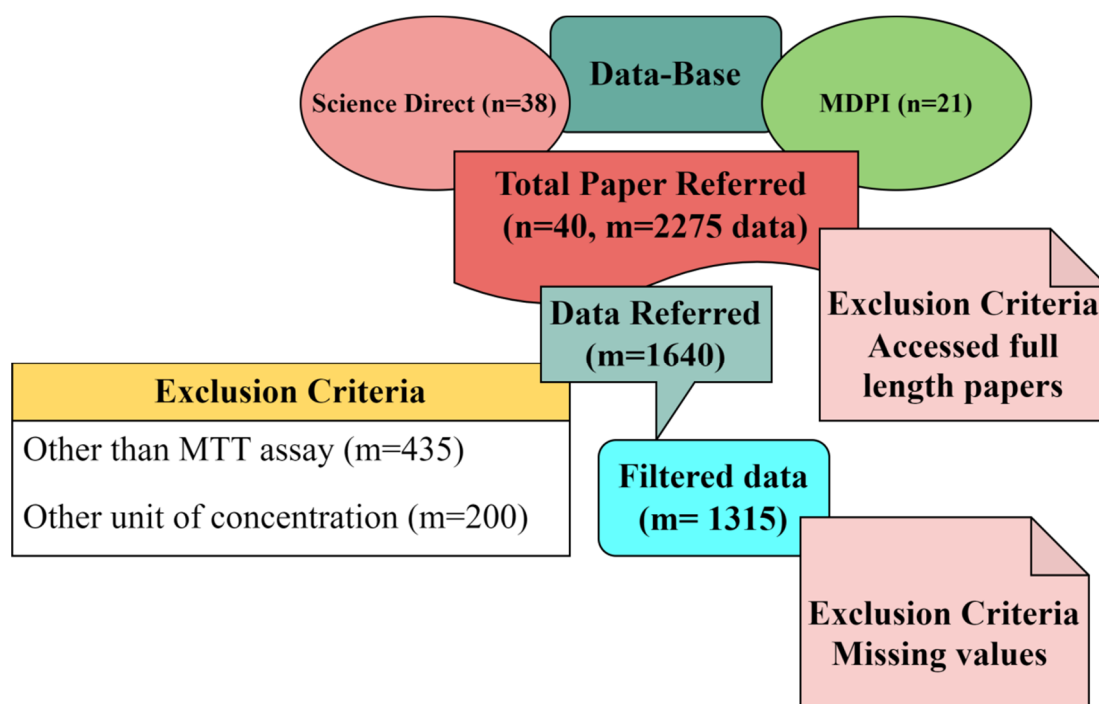 Data-Base
Science Direct (n=38)
MDPI (n=21)
Total Paper Referred
(n=40, m=2275 data)
Exclusion Criteria
Accessed full
length papers
Data Referred
(m=1640)
Exclusion Criteria
Other than MTT assay (m=435)
Other unit of concentration (m=200)
Filtered data
(m= 1315)
Exclusion Criteria
Missing values